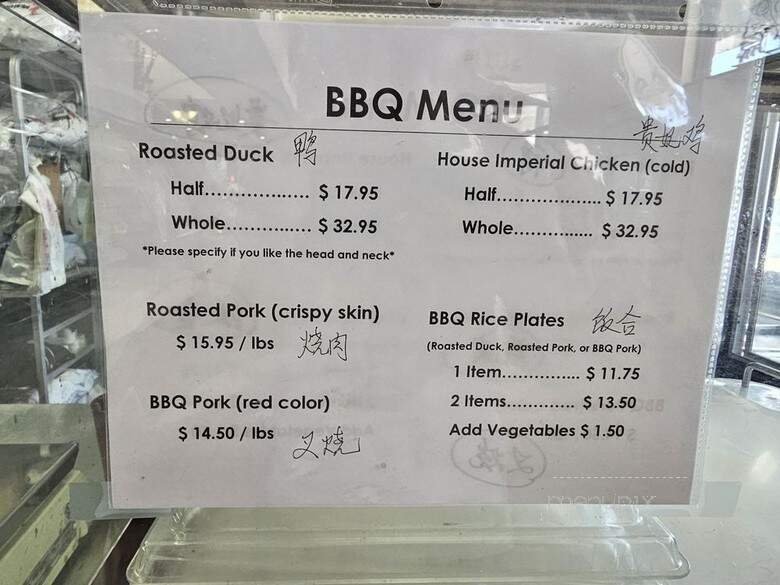 BBQ Menu
Roasted Duck 鸭
Half................ $ 17.95
Whole............. $ 32.95
*Please specify if you like the head and neck*
Roasted Pork (crispy skin)
$ 15.95 / lbs 烧肉
BBQ Pork (red color)
$ 14.50 / lbs 叉烧
贵妃鸡
House Imperial Chicken (cold)
Half................... $ 17.95
Whole.............. $ 32.95
BBQ Rice Plates 饭合
(Roasted Duck, Roasted Pork, or BBQ Pork)
1 Item............... $ 11.75
2 Items............. $ 13.50
Add Vegetables $ 1.50
menupix